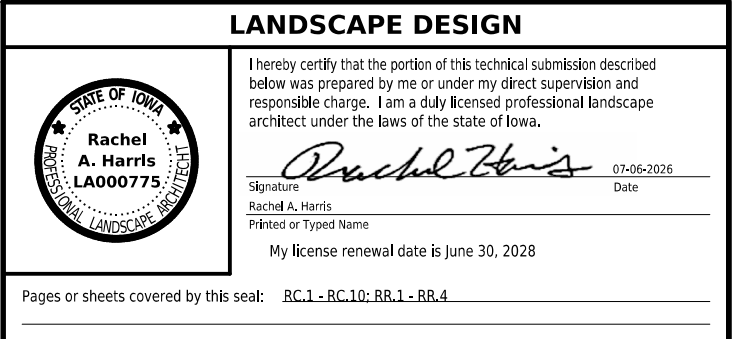 LANDSCAPE DESIGN
STATE OF IOWA
Rachel
A. HarrIs
LA000775
PROFESSIONAL LANDSCAPE ARCHITECHT
I hereby certify that the portion of this technical submission described
below was prepared by me or under my direct supervision and
responsible charge. I am a duly licensed professional landscape
architect under the laws of the state of Iowa.
Rachel Harris 07-06-2026
Signature Date
Rachel A. Harris
Printed or Typed Name
My license renewal date is June 30, 2028
Pages or sheets covered by this seal: RC.1 - RC.10; RR.1 - RR.4